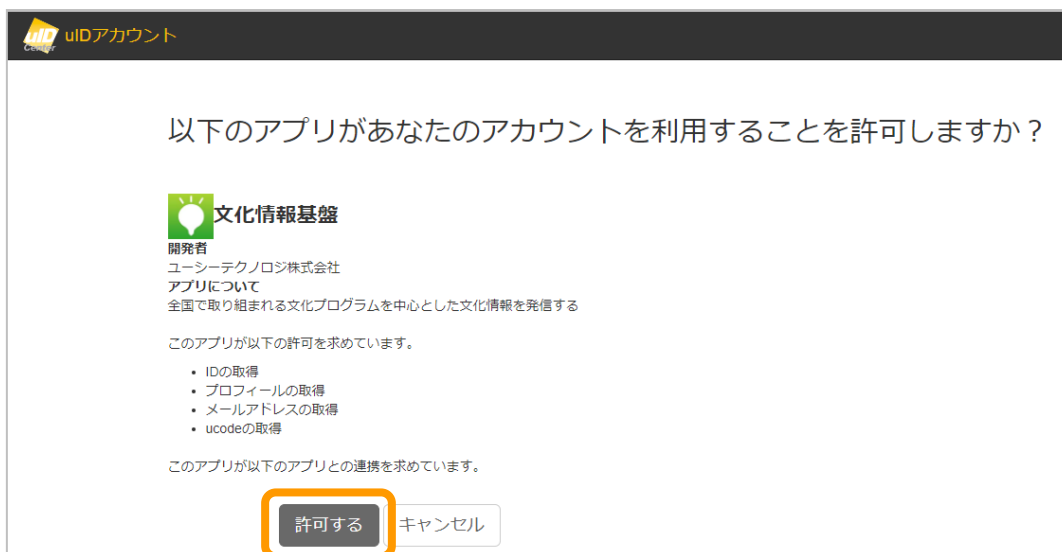 uID
Center
uIDアカウント
以下のアプリがあなたのアカウントを利用することを許可しますか？
文化情報基盤
開発者
ユーシーテクノロジ株式会社
アプリについて
全国で取り組まれる文化プログラムを中心とした文化情報を発信する
このアプリが以下の許可を求めています。
• IDの取得
• プロフィールの取得
• メールアドレスの取得
• ucodeの取得
このアプリが以下のアプリとの連携を求めています。
許可する キャンセル